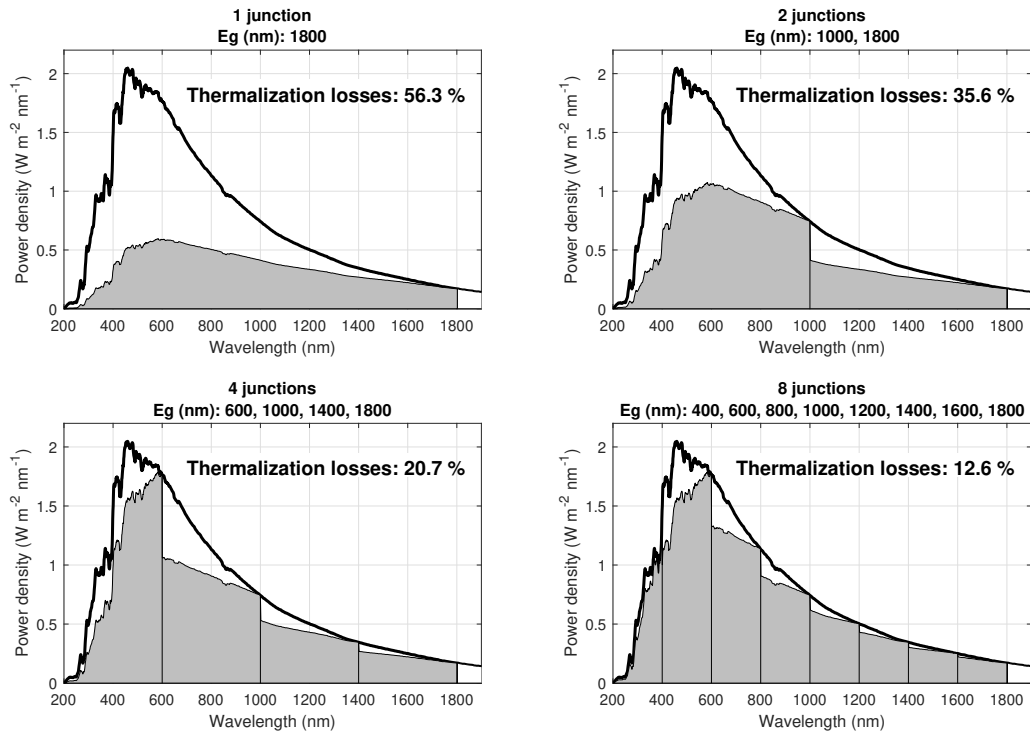 1 junction
Eg (nm): 1800
Thermalization losses: 56.3 %
Power density (W m-2 nm-1)
2
1.5
1
0.5
0
200 400 600 800 1000 1200 1400 1600 1800
Wavelength (nm)
2 junctions
Eg (nm): 1000, 1800
Thermalization losses: 35.6 %
Power density (W m-2 nm-1)
2
1.5
1
0.5
0
200 400 600 800 1000 1200 1400 1600 1800
Wavelength (nm)
4 junctions
Eg (nm): 600, 1000, 1400, 1800
Thermalization losses: 20.7 %
Power density (W m-2 nm-1)
2
1.5
1
0.5
0
200 400 600 800 1000 1200 1400 1600 1800
Wavelength (nm)
8 junctions
Eg (nm): 400, 600, 800, 1000, 1200, 1400, 1600, 1800
Thermalization losses: 12.6 %
Power density (W m-2 nm-1)
2
1.5
1
0.5
0
200 400 600 800 1000 1200 1400 1600 1800
Wavelength (nm)